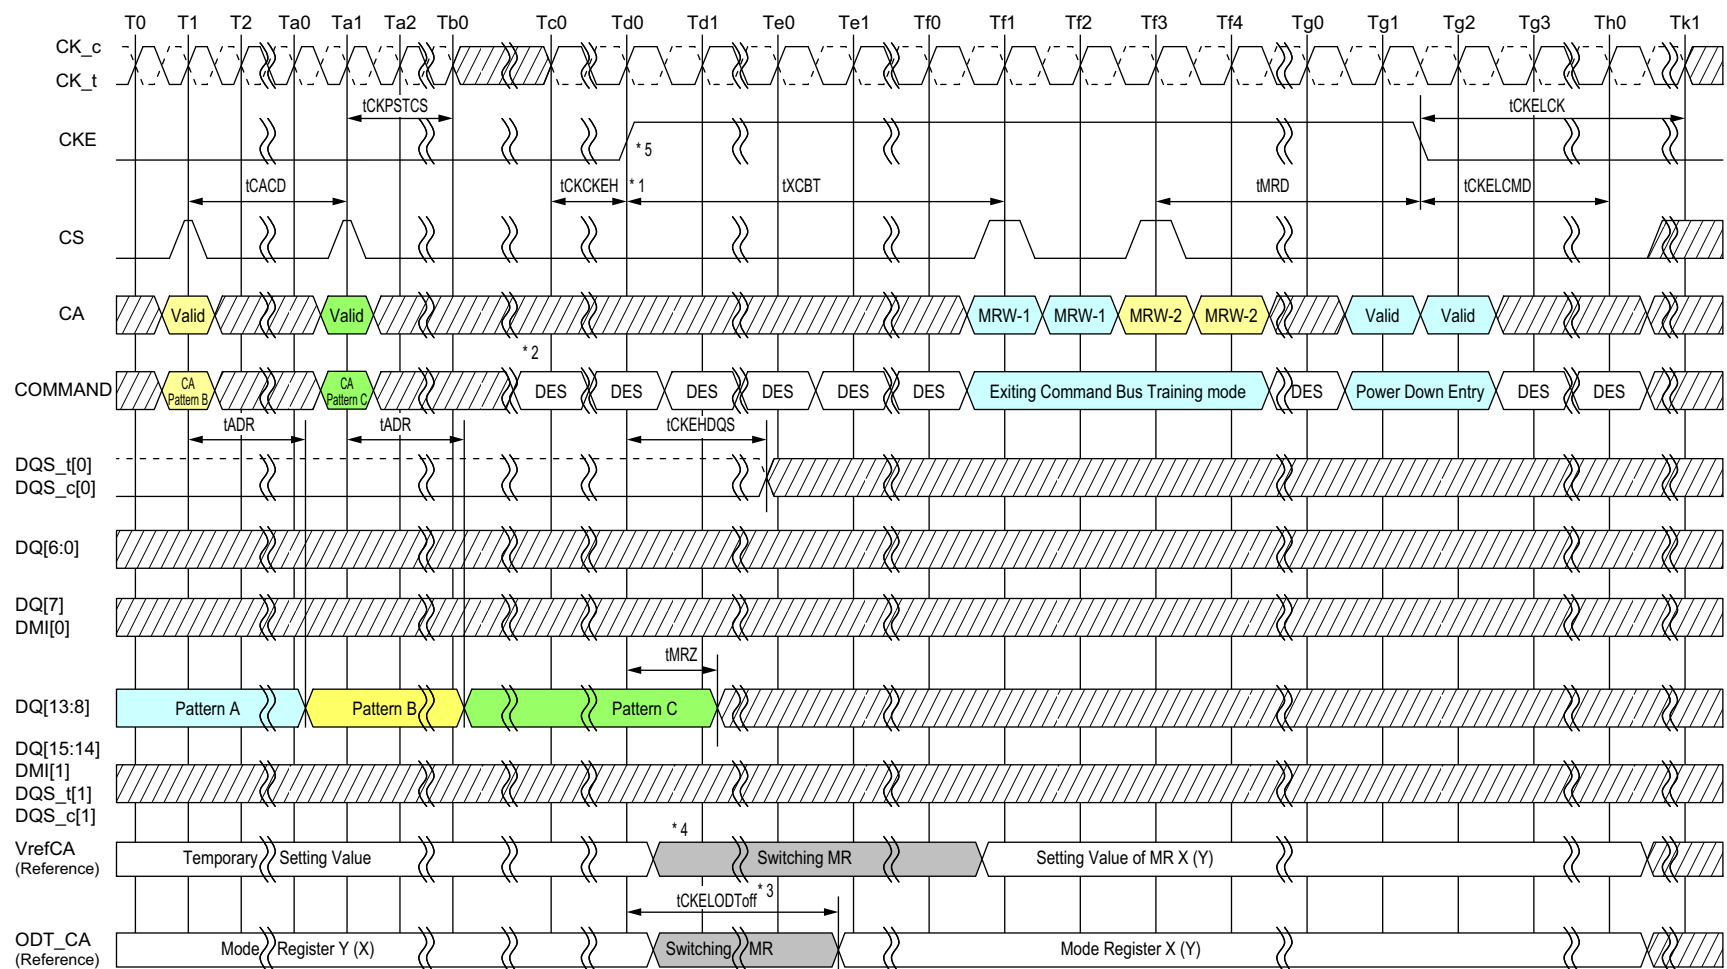 T0 T1 T2 Ta0 Ta1 Ta2 Tb0 Tc0 Td0 Td1 Te0 Te1 Tf0 Tf1 Tf2 Tf3 Tf4 Tg0 Tg1 Tg2 Tg3 Th0 Tk1
CK_c
CK_t
tCKPSTCS tCKELCK
CKE
* 5
tCACD tCKCKEH * 1 tXCBT tMRD tCKELCMD
CS
CA Valid Valid MRW-1 MRW-1 MRW-2 MRW-2 Valid Valid
* 2
COMMAND CA Pattern B CA Pattern C DES DES DES DES DES DES Exiting Command Bus Training mode DES Power Down Entry DES DES
tADR tADR tCKEHDQS
DQS_t[0]
DQS_c[0]
DQ[6:0]
DQ[7]
DMI[0]
tMRZ
DQ[13:8] Pattern A Pattern B Pattern C
DQ[15:14]
DMI[1]
DQS_t[1]
DQS_c[1]
* 4
VrefCA Temporary Setting Value Switching MR Setting Value of MR X (Y)
(Reference)
tCKELODToff * 3
ODT_CA Mode Register Y (X) Switching MR Mode Register X (Y)
(Reference)